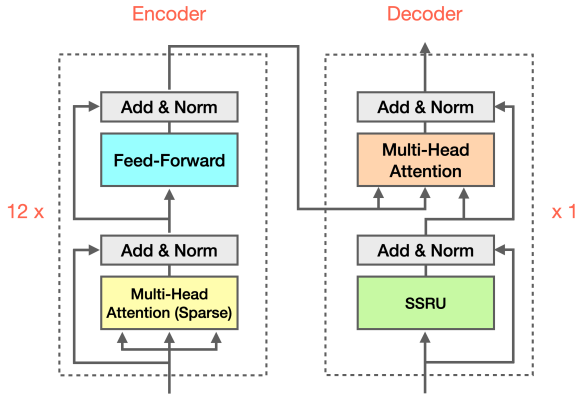 Encoder
Add & Norm
Feed-Forward
12 x
Add & Norm
Multi-Head
Attention (Sparse)
Decoder
Add & Norm
Multi-Head
Attention
x 1
Add & Norm
SSRU